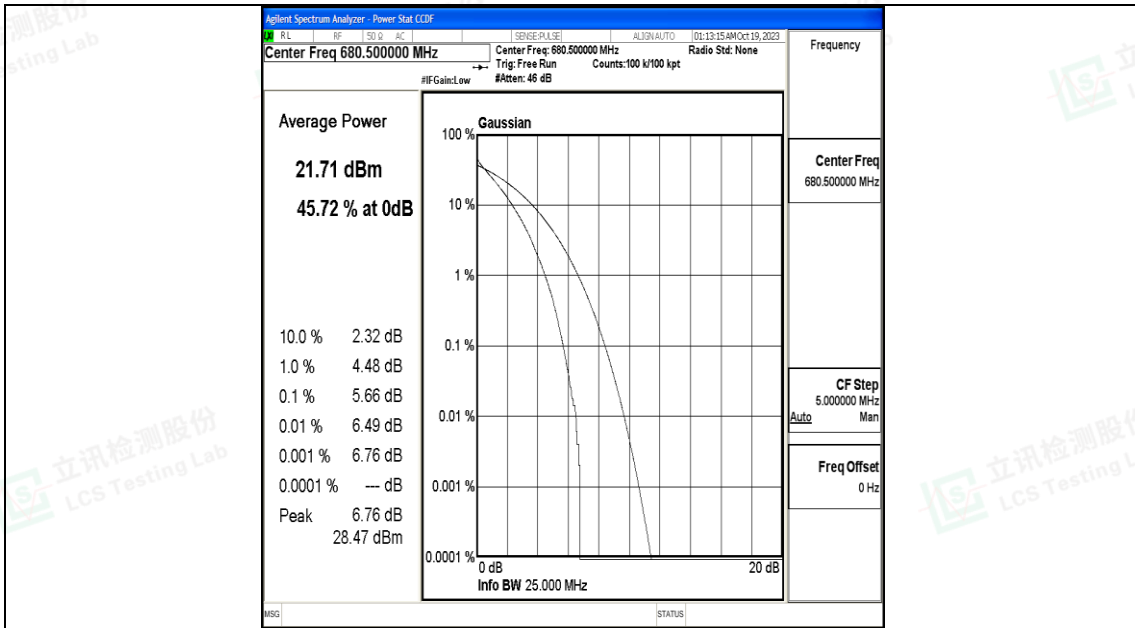 Agilent Spectrum Analyzer - Power Stat CCDF
RL RF 50 Ω AC SENSE:PULSE ALIGN AUTO 01:13:15 AM Oct 19, 2023
Center Freq 680.500000 MHz
Center Freq: 680.500000 MHz Radio Std: None
Trig: Free Run Counts:100 k/100 kpt
#IFGain:Low #Atten: 46 dB
Frequency
Average Power
21.71 dBm
45.72 % at 0dB
10.0 % 2.32 dB
1.0 % 4.48 dB
0.1 % 5.66 dB
0.01 % 6.49 dB
0.001 % 6.76 dB
0.0001 % --- dB
Peak 6.76 dB
28.47 dBm
Gaussian
100 %
10 %
1 %
0.1 %
0.01 %
0.001 %
0.0001 %
0 dB 20 dB
Info BW 25.000 MHz
Center Freq
680.500000 MHz
CF Step
5.000000 MHz
Auto Man
Freq Offset
0 Hz
MSG STATUS
立讯检测股份
LCS Testing Lab